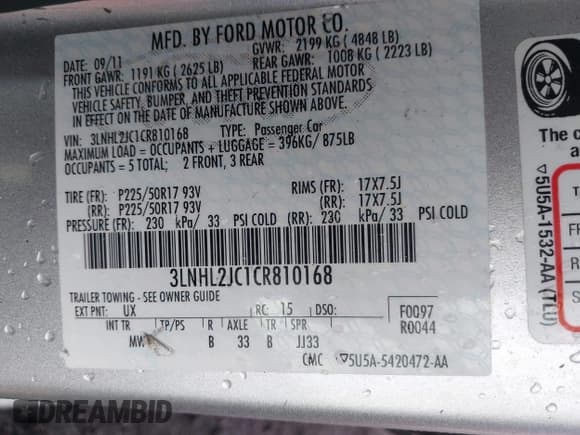 MFD. BY FORD MOTOR CO.
DATE: 09/11 GVWR: 2199 KG ( 4848 LB)
FRONT GAWR: 1191 KG ( 2625 LB) REAR GAWR: 1008 KG ( 2223 LB)
THIS VEHICLE CONFORMS TO ALL APPLICABLE FEDERAL MOTOR
VEHICLE SAFETY, BUMPER, AND THEFT PREVENTION STANDARDS
IN EFFECT ON THE DATE OF MANUFACTURE SHOWN ABOVE.
VIN: 3LNHL2JC1CR810168 TYPE: Passenger Car
MAXIMUM LOAD = OCCUPANTS + LUGGAGE = 396KG/ 875LB
OCCUPANTS = 5 TOTAL; 2 FRONT, 3 REAR
TIRE (FR): P225/50R17 93V RIMS (FR): 17X7.5J
(RR): P225/50R17 93V (RR): 17X7.5J
PRESSURE (FR): 230 kPa/ 33 PSI COLD (RR): 230 kPa/ 33 PSI COLD
3LNHL2JC1CR810168
TRAILER TOWING - SEE OWNER GUIDE
EXT PNT: UX RC: 15 DSO:
INT TR TP/PS R AXLE TR SPR
MW B 33 B JJ33
F0097
R0044
CMC 5U5A-5420472-AA
The c
a
5U5A-1532-AA (TLU)
T
FR
R
S
DREAMBID